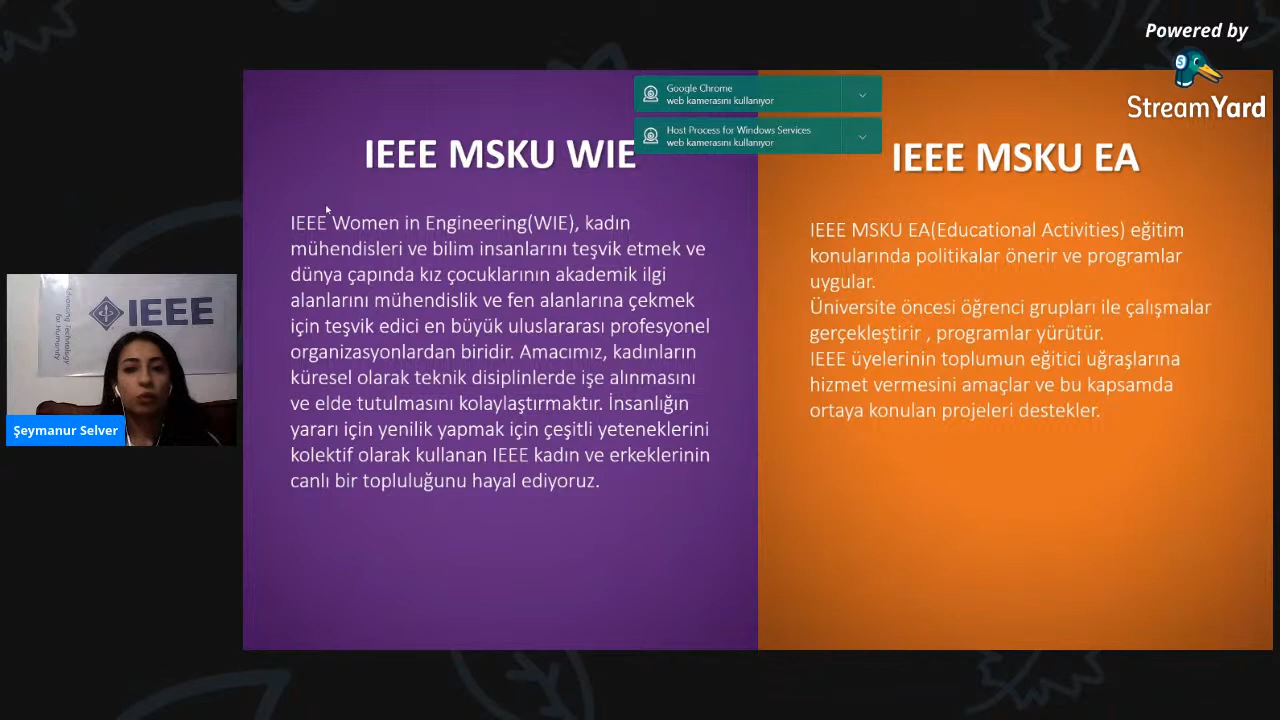 Powered by
StreamYard
Google Chrome
web kamerasını kullanıyor
Host Process for Windows Services
web kamerasını kullanıyor
IEEE MSKU WIE
IEEE Women in Engineering(WIE), kadın
mühendisleri ve bilim insanlarını teşvik etmek ve
dünya çapında kız çocuklarının akademik ilgi
alanlarını mühendislik ve fen alanlarına çekmek
için teşvik edici en büyük uluslararası profesyonel
organizasyonlardan biridir. Amacımız, kadınların
küresel olarak teknik disiplinlerde işe alınmasını
ve elde tutulmasını kolaylaştırmaktır. İnsanlığın
yararı için yenilik yapmak için çeşitli yeteneklerini
kolektif olarak kullanan IEEE kadın ve erkeklerinin
canlı bir topluluğunu hayal ediyoruz.
IEEE MSKU EA
IEEE MSKU EA(Educational Activities) eğitim
konularında politikalar önerir ve programlar
uygular.
Üniversite öncesi öğrenci grupları ile çalışmalar
gerçekleştirir , programlar yürütür.
IEEE üyelerinin toplumun eğitici uğraşlarına
hizmet vermesini amaçlar ve bu kapsamda
ortaya konulan projeleri destekler.
IEEE
Advancing Technology
for Humanity
Şeymanur Selver